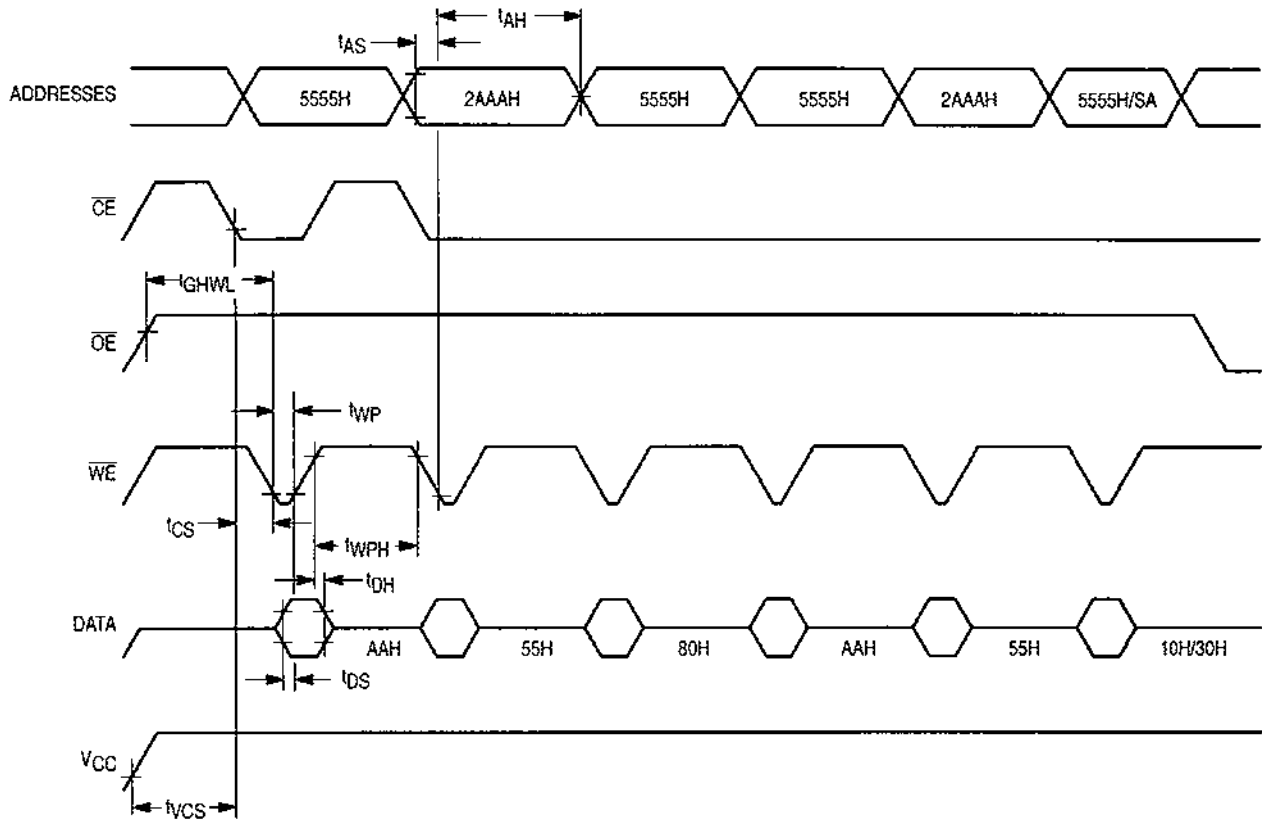 tAH
tAS
ADDRESSES 5555H 2AAAH 5555H 5555H 2AAAH 5555H/SA
CE
tGHWL
OE
tWP
WE
tCS
tWPH
tDH
DATA AAH 55H 80H AAH 55H 10H/30H
tDS
VCC
tVCS